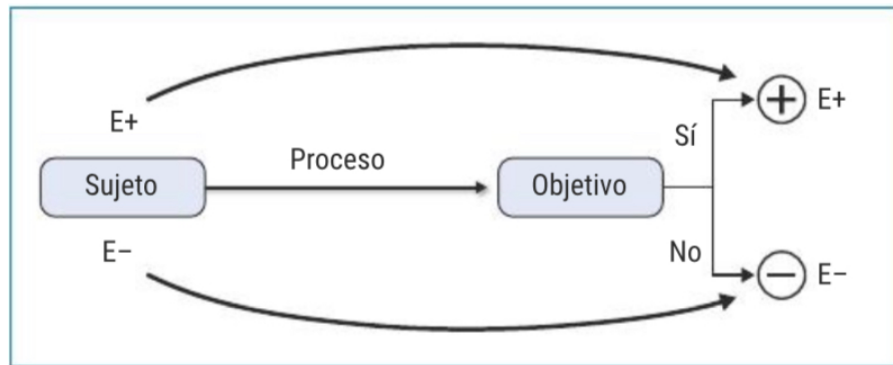 E+
Sí
E+
Sujeto
Proceso
Objetivo
E−
No
E−